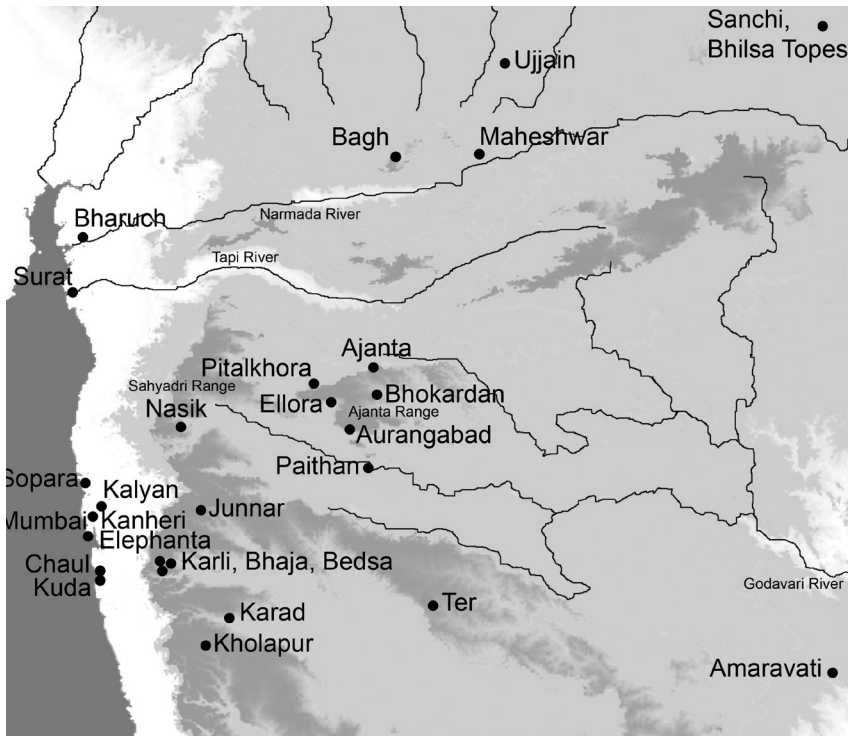 Sanchi,
Bhilsa Topes
Ujjain
Bagh
Maheshwar
Narmada River
Bharuch
Tapi River
Surat
Ajanta
Pitalkhora
Sahyadri Range
Bhokardan
Ellora
Ajanta Range
Nasik
Aurangabad
Paithan
Sopara
Kalyan
Junnar
Mumbai
Kanheri
Elephanta
Chaul
Karli, Bhaja, Bedsa
Kuda
Godavari River
Ter
Karad
Kholapur
Amaravati